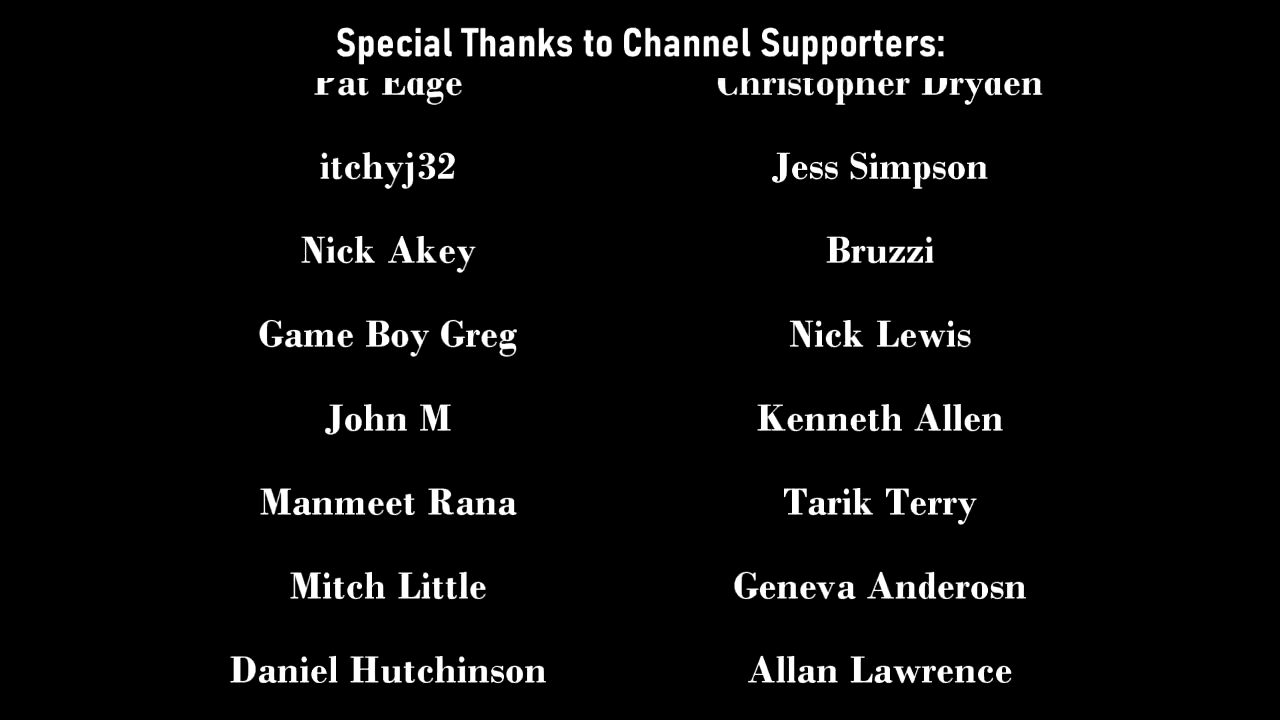 Special Thanks to Channel Supporters:
Pat Edge Christopher Dryden
itchyj32 Jess Simpson
Nick Akey Bruzzi
Game Boy Greg Nick Lewis
John M Kenneth Allen
Manmeet Rana Tarik Terry
Mitch Little Geneva Anderosn
Daniel Hutchinson Allan Lawrence